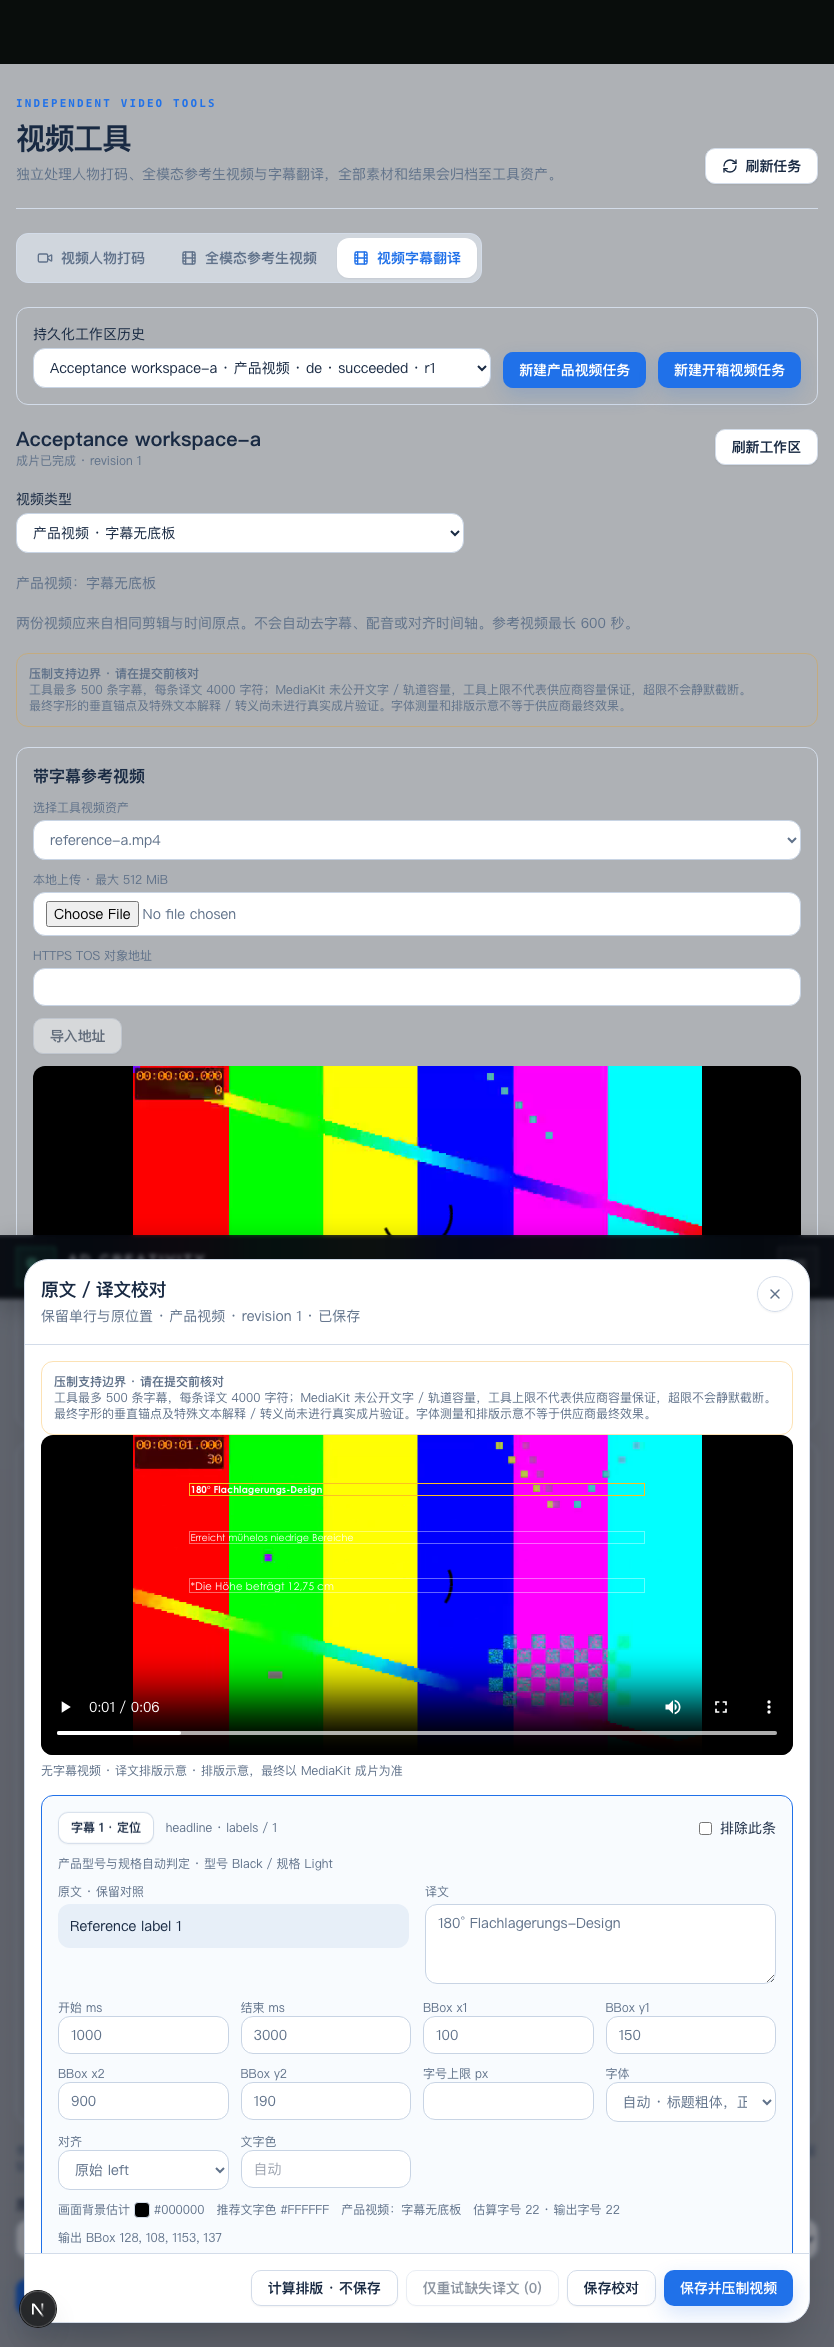 INDEPENDENT VIDEO TOOLS
视频工具
独立处理人物打码、全模态参考生视频与字幕翻译，全部素材和结果会归档至工具资产。
刷新任务
视频人物打码 全模态参考生视频 视频字幕翻译
持久化工作区历史
Acceptance workspace-a · 产品视频 · de · succeeded · r1
新建产品视频任务 新建开箱视频任务
Acceptance workspace-a
成片已完成 · revision 1
刷新工作区
视频类型
产品视频 · 字幕无底板
产品视频：字幕无底板
两份视频应来自相同剪辑与时间原点。不会自动去字幕、配音或对齐时间轴。参考视频最长 600 秒。
压制支持边界 · 请在提交前核对
工具最多 500 条字幕，每条译文 4000 字符；MediaKit 未公开文字 / 轨道容量，工具上限不代表供应商容量保证，超限不会静默截断。
最终字形的垂直锚点及特殊文本解释 / 转义尚未进行真实成片验证。字体测量和排版示意不等于供应商最终效果。
带字幕参考视频
选择工具视频资产
reference-a.mp4
本地上传 · 最大 512 MiB
Choose File No file chosen
HTTPS TOS 对象地址
导入地址
00:00:00.000
0
原文 / 译文校对
保留单行与原位置 · 产品视频 · revision 1 · 已保存
压制支持边界 · 请在提交前核对
工具最多 500 条字幕，每条译文 4000 字符；MediaKit 未公开文字 / 轨道容量，工具上限不代表供应商容量保证，超限不会静默截断。
最终字形的垂直锚点及特殊文本解释 / 转义尚未进行真实成片验证。字体测量和排版示意不等于供应商最终效果。
00:00:01.000
30
180° Flachlagerungs-Design
Erreicht mühelos niedrige Bereiche
*Die Höhe beträgt 12,75 cm
0:01 / 0:06
无字幕视频 · 译文排版示意 · 排版示意，最终以 MediaKit 成片为准
字幕 1 · 定位 headline · labels / 1 排除此条
产品型号与规格自动判定 · 型号 Black / 规格 Light
原文 · 保留对照 译文
Reference label 1 180° Flachlagerungs-Design
开始 ms 结束 ms BBox x1 BBox y1
1000 3000 100 150
BBox x2 BBox y2 字号上限 px 字体
900 190 自动 · 标题粗体，正
对齐 文字色
原始 left 自动
画面背景估计 #000000 推荐文字色 #FFFFFF 产品视频：字幕无底板 估算字号 22 · 输出字号 22
输出 BBox 128, 108, 1153, 137
计算排版 · 不保存 仅重试缺失译文 (0) 保存校对 保存并压制视频
N